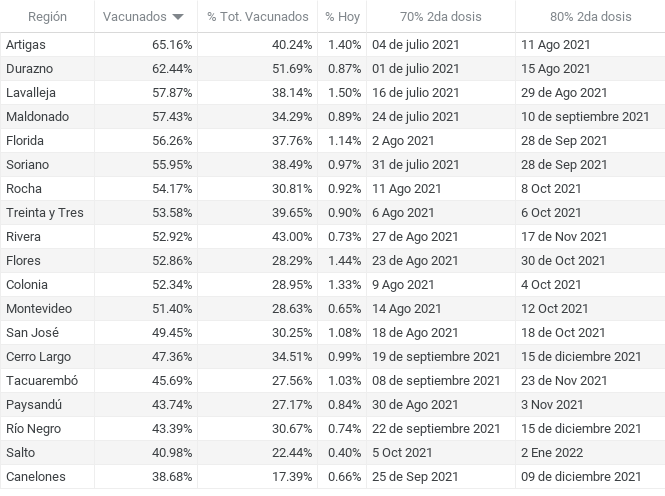 Región Vacunados % Tot. Vacunados % Hoy 70% 2da dosis 80% 2da dosis
Artigas 65.16% 40.24% 1.40% 04 de julio 2021 11 Ago 2021
Durazno 62.44% 51.69% 0.87% 01 de julio 2021 15 Ago 2021
Lavalleja 57.87% 38.14% 1.50% 16 de julio 2021 29 de Ago 2021
Maldonado 57.43% 34.29% 0.89% 24 de julio 2021 10 de septiembre 2021
Florida 56.26% 37.76% 1.14% 2 Ago 2021 28 de Sep 2021
Soriano 55.95% 38.49% 0.97% 31 de julio 2021 28 de Sep 2021
Rocha 54.17% 30.81% 0.92% 11 Ago 2021 8 Oct 2021
Treinta y Tres 53.58% 39.65% 0.90% 6 Ago 2021 6 Oct 2021
Rivera 52.92% 43.00% 0.73% 27 de Ago 2021 17 de Nov 2021
Flores 52.86% 28.29% 1.44% 23 de Ago 2021 30 de Oct 2021
Colonia 52.34% 28.95% 1.33% 9 Ago 2021 4 Oct 2021
Montevideo 51.40% 28.63% 0.65% 14 Ago 2021 12 Oct 2021
San José 49.45% 30.25% 1.08% 18 de Ago 2021 18 de Oct 2021
Cerro Largo 47.36% 34.51% 0.99% 19 de septiembre 2021 15 de diciembre 2021
Tacuarembó 45.69% 27.56% 1.03% 08 de septiembre 2021 23 de Nov 2021
Paysandú 43.74% 27.17% 0.84% 30 de Ago 2021 3 Nov 2021
Río Negro 43.39% 30.67% 0.74% 22 de septiembre 2021 15 de diciembre 2021
Salto 40.98% 22.44% 0.40% 5 Oct 2021 2 Ene 2022
Canelones 38.68% 17.39% 0.66% 25 de Sep 2021 09 de diciembre 2021